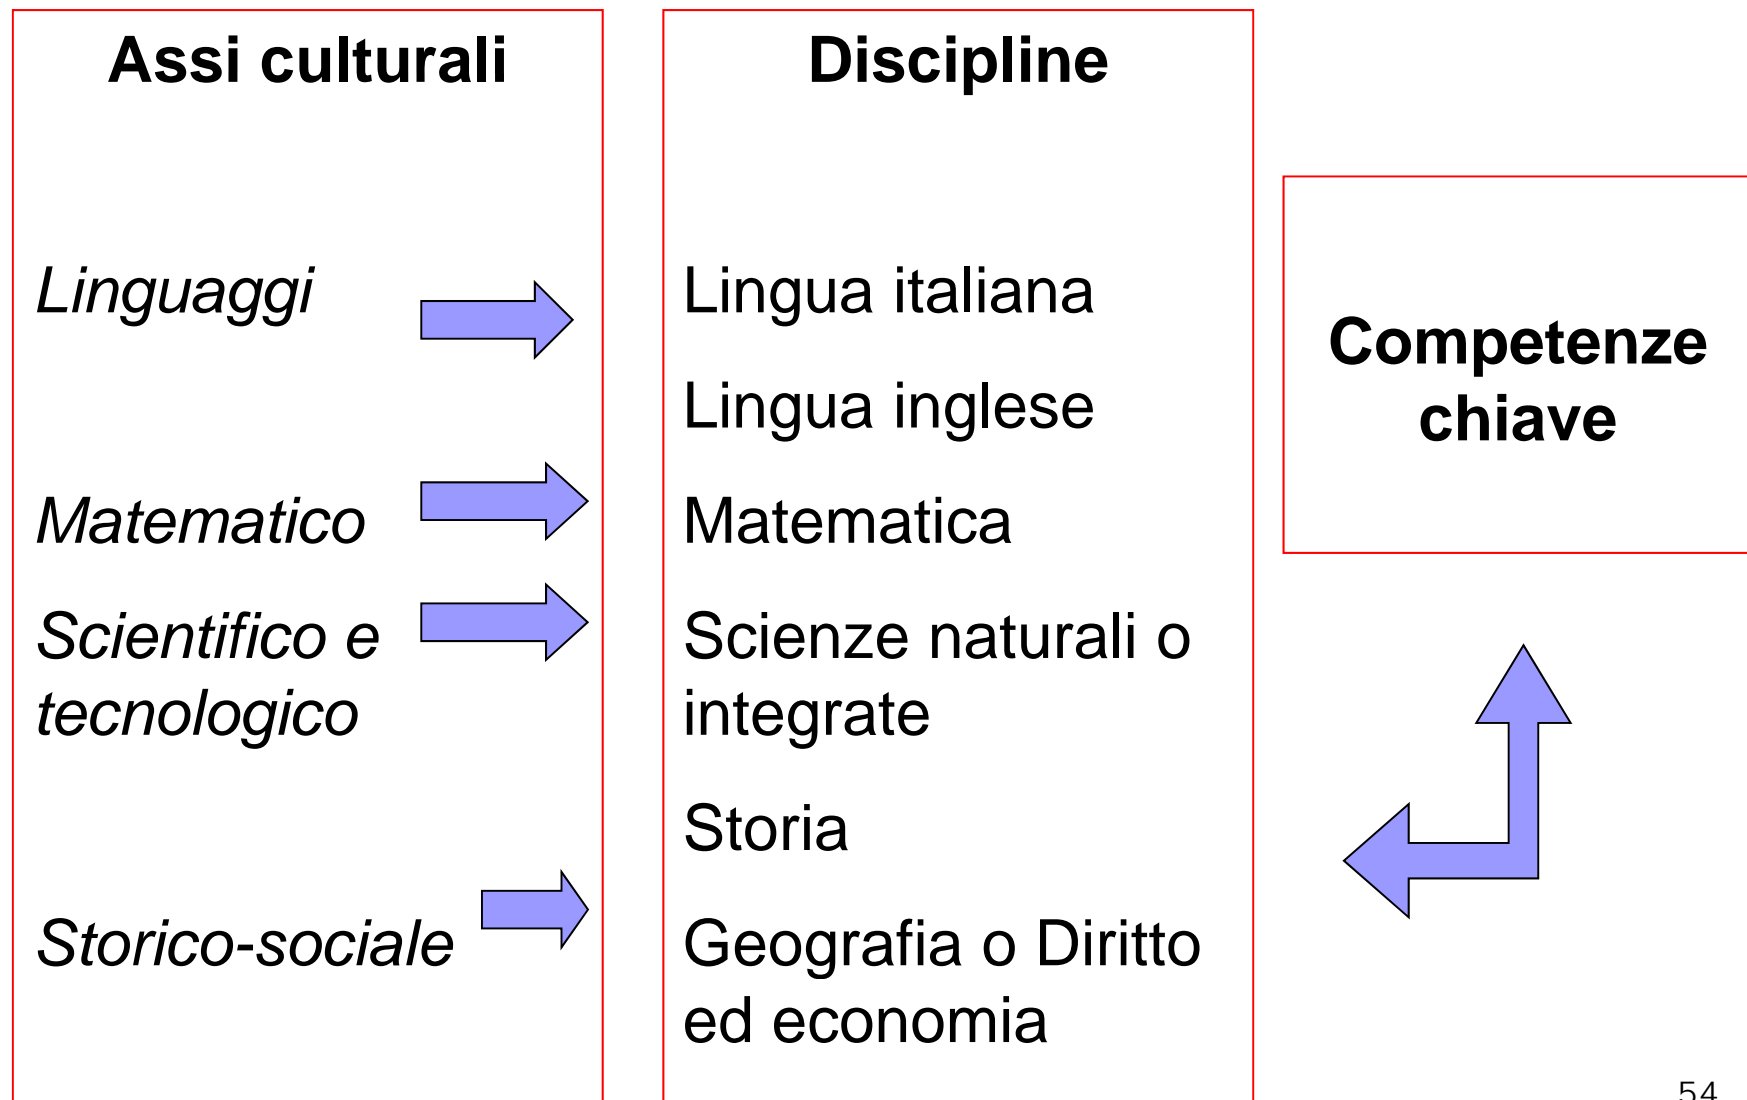 Assi culturali
Linguaggi
Matematico
Scientifico e
tecnologico
Storico-sociale
Discipline
Lingua italiana
Lingua inglese
Matematica
Scienze naturali o
integrate
Storia
Geografia o Diritto
ed economia
Competenze
chiave
54